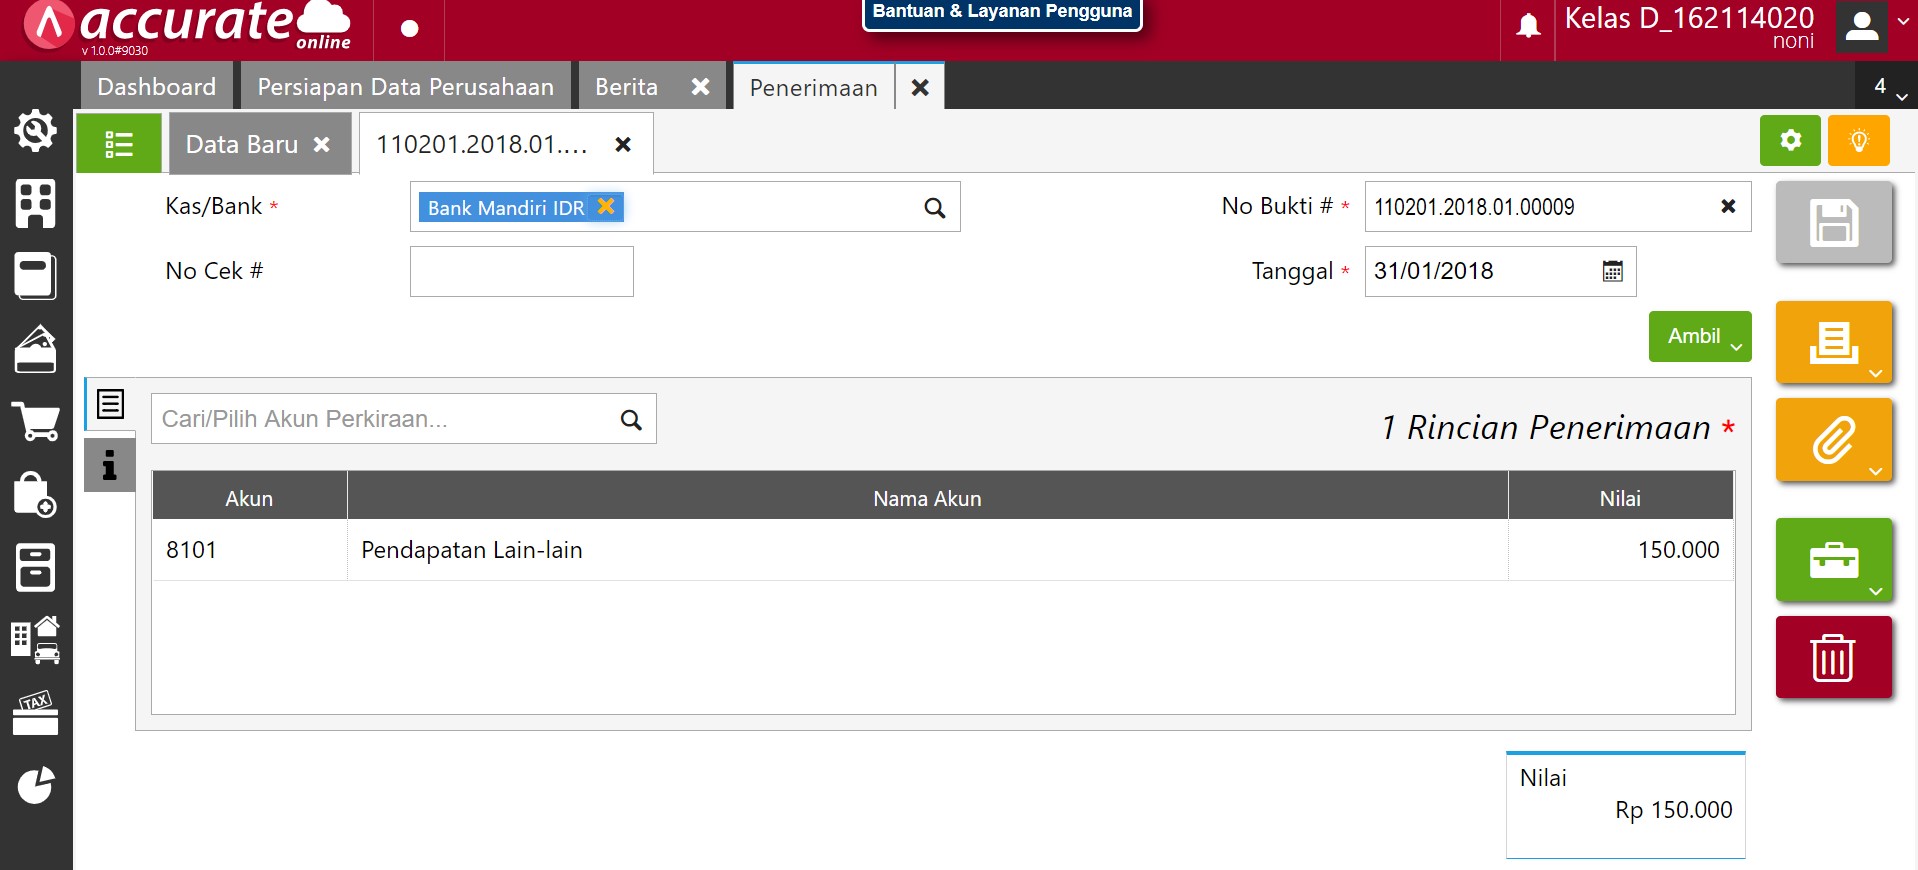 accurate
online
v 1.0.0#9030
Bantuan & Layanan Pengguna
Kelas D_162114020
noni
Dashboard
Persiapan Data Perusahaan
Berita
Penerimaan
4
Data Baru
110201.2018.01....
Kas/Bank *
Bank Mandiri IDR
No Bukti # *
110201.2018.01.00009
No Cek #
Tanggal *
31/01/2018
Ambil
Cari/Pilih Akun Perkiraan...
1 Rincian Penerimaan *
Akun
Nama Akun
Nilai
8101
Pendapatan Lain-lain
150.000
TAX
Nilai
Rp 150.000